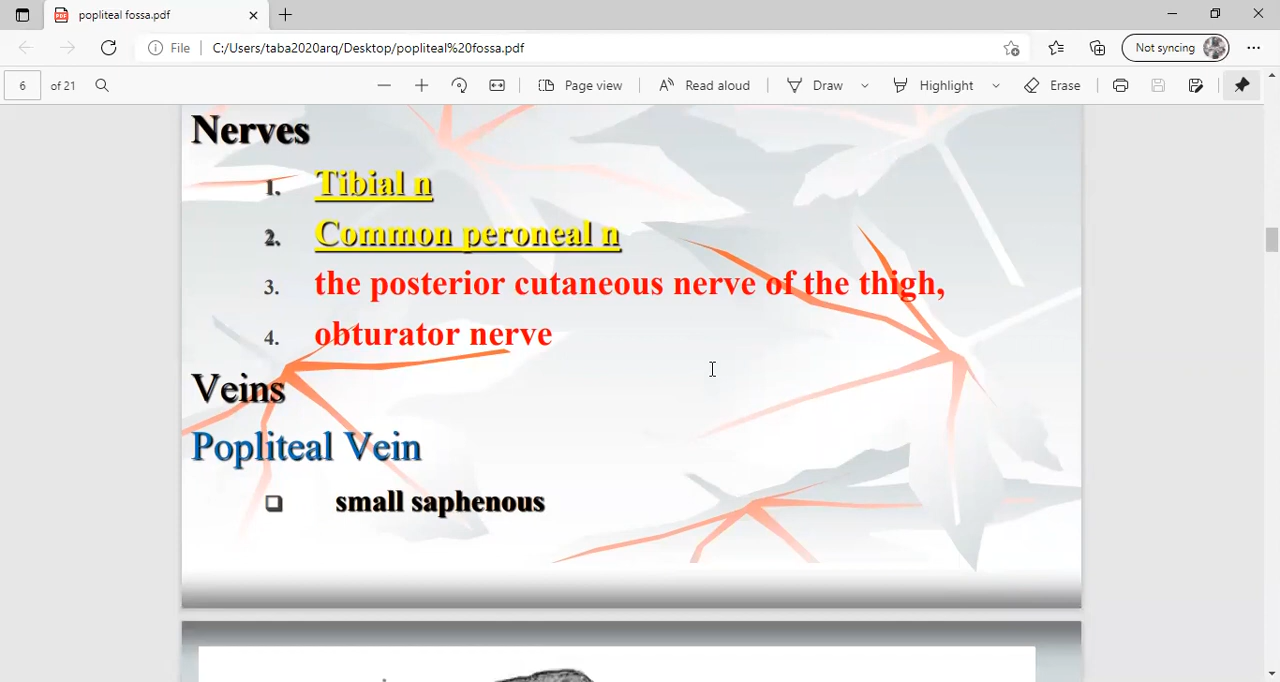 popliteal fossa.pdf
File C:/Users/taba2020arq/Desktop/popliteal%20fossa.pdf Not syncing
6 of 21 Page view Read aloud Draw Highlight Erase
Nerves
1. Tibial n
2. Common peroneal n
3. the posterior cutaneous nerve of the thigh,
4. obturator nerve
Veins
Popliteal Vein
small saphenous